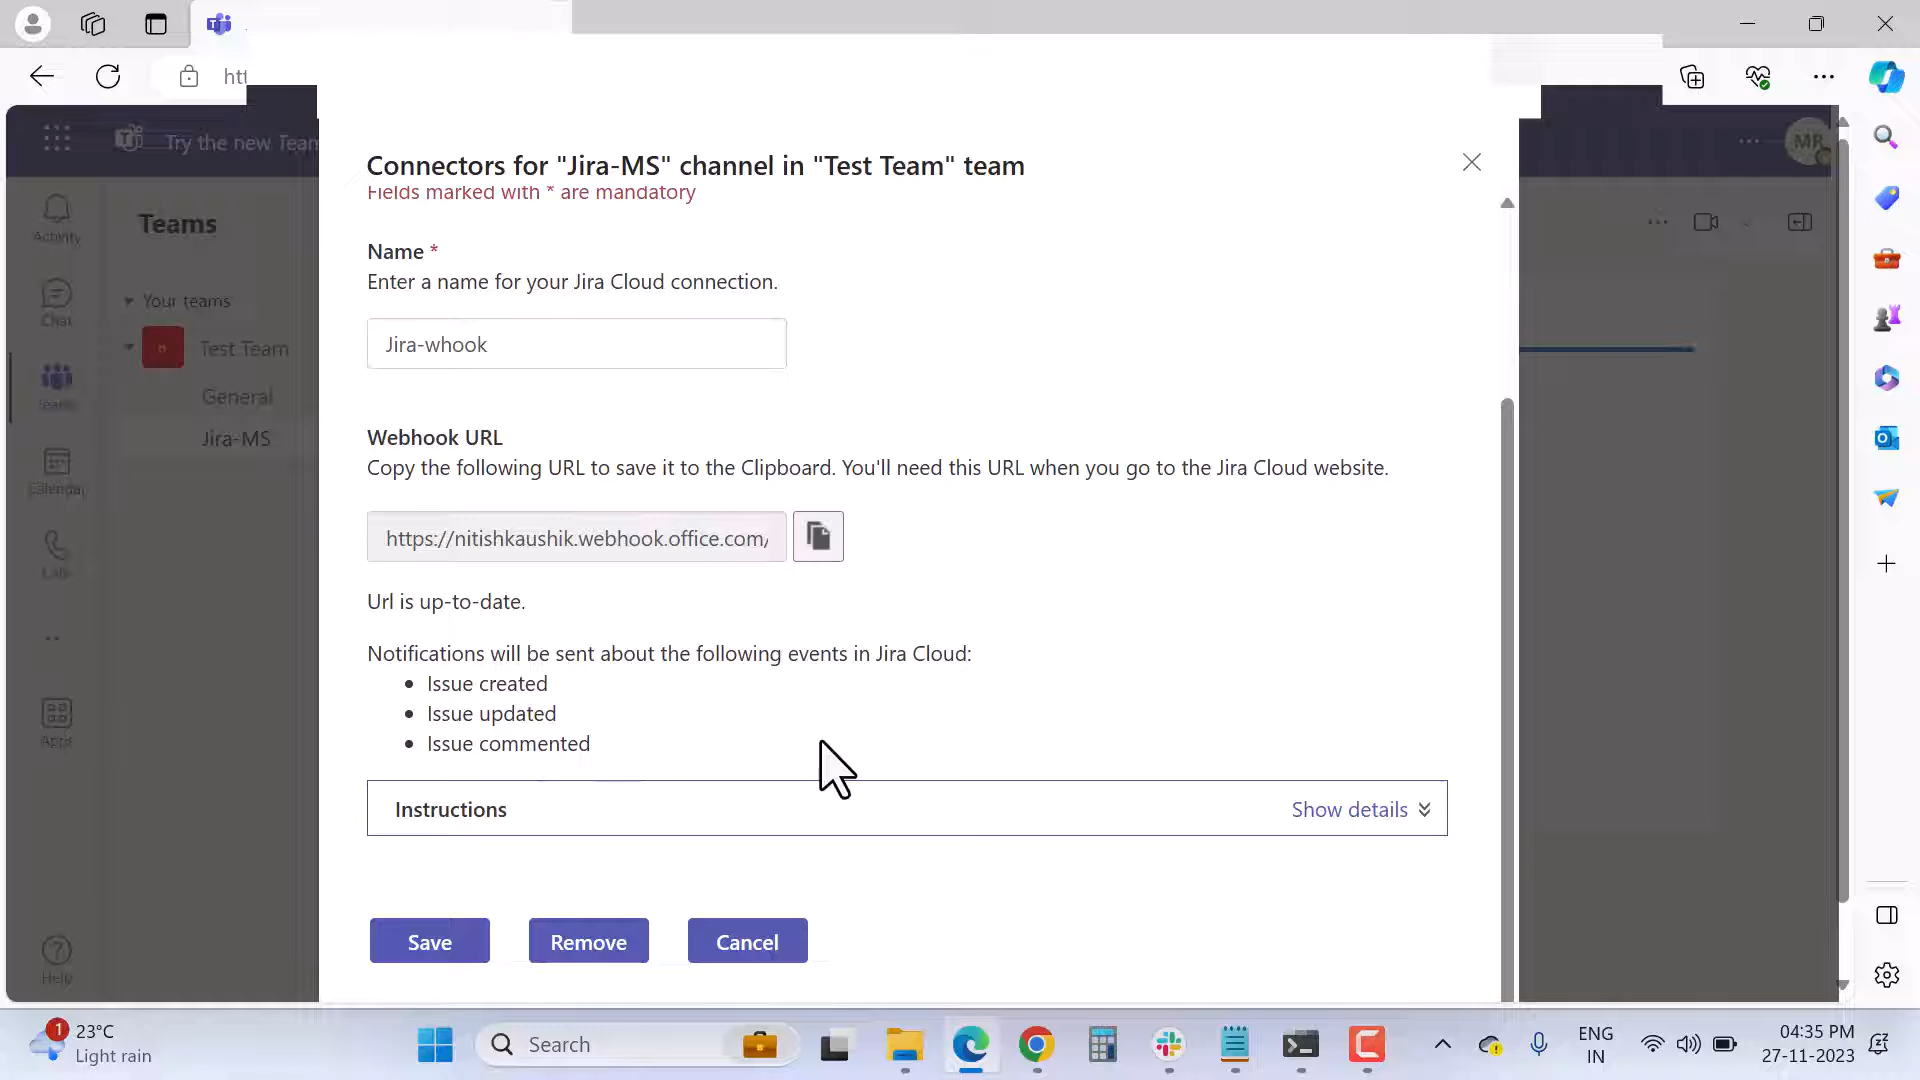 Try the new Team
MR
Connectors for "Jira-MS" channel in "Test Team" team
Fields marked with * are mandatory
Activity
Chat
Teams
Calendar
Calls
Apps
Help
Teams
Your teams
n
Test Team
General
Jira-MS
Name *
Enter a name for your Jira Cloud connection.
Jira-whook
Webhook URL
Copy the following URL to save it to the Clipboard. You'll need this URL when you go to the Jira Cloud website.
https://nitishkaushik.webhook.office.com/
Url is up-to-date.
Notifications will be sent about the following events in Jira Cloud:
• Issue created
• Issue updated
• Issue commented
Instructions
Show details
Save
Remove
Cancel
1
23°C
Light rain
Search
ENG
IN
04:35 PM
27-11-2023